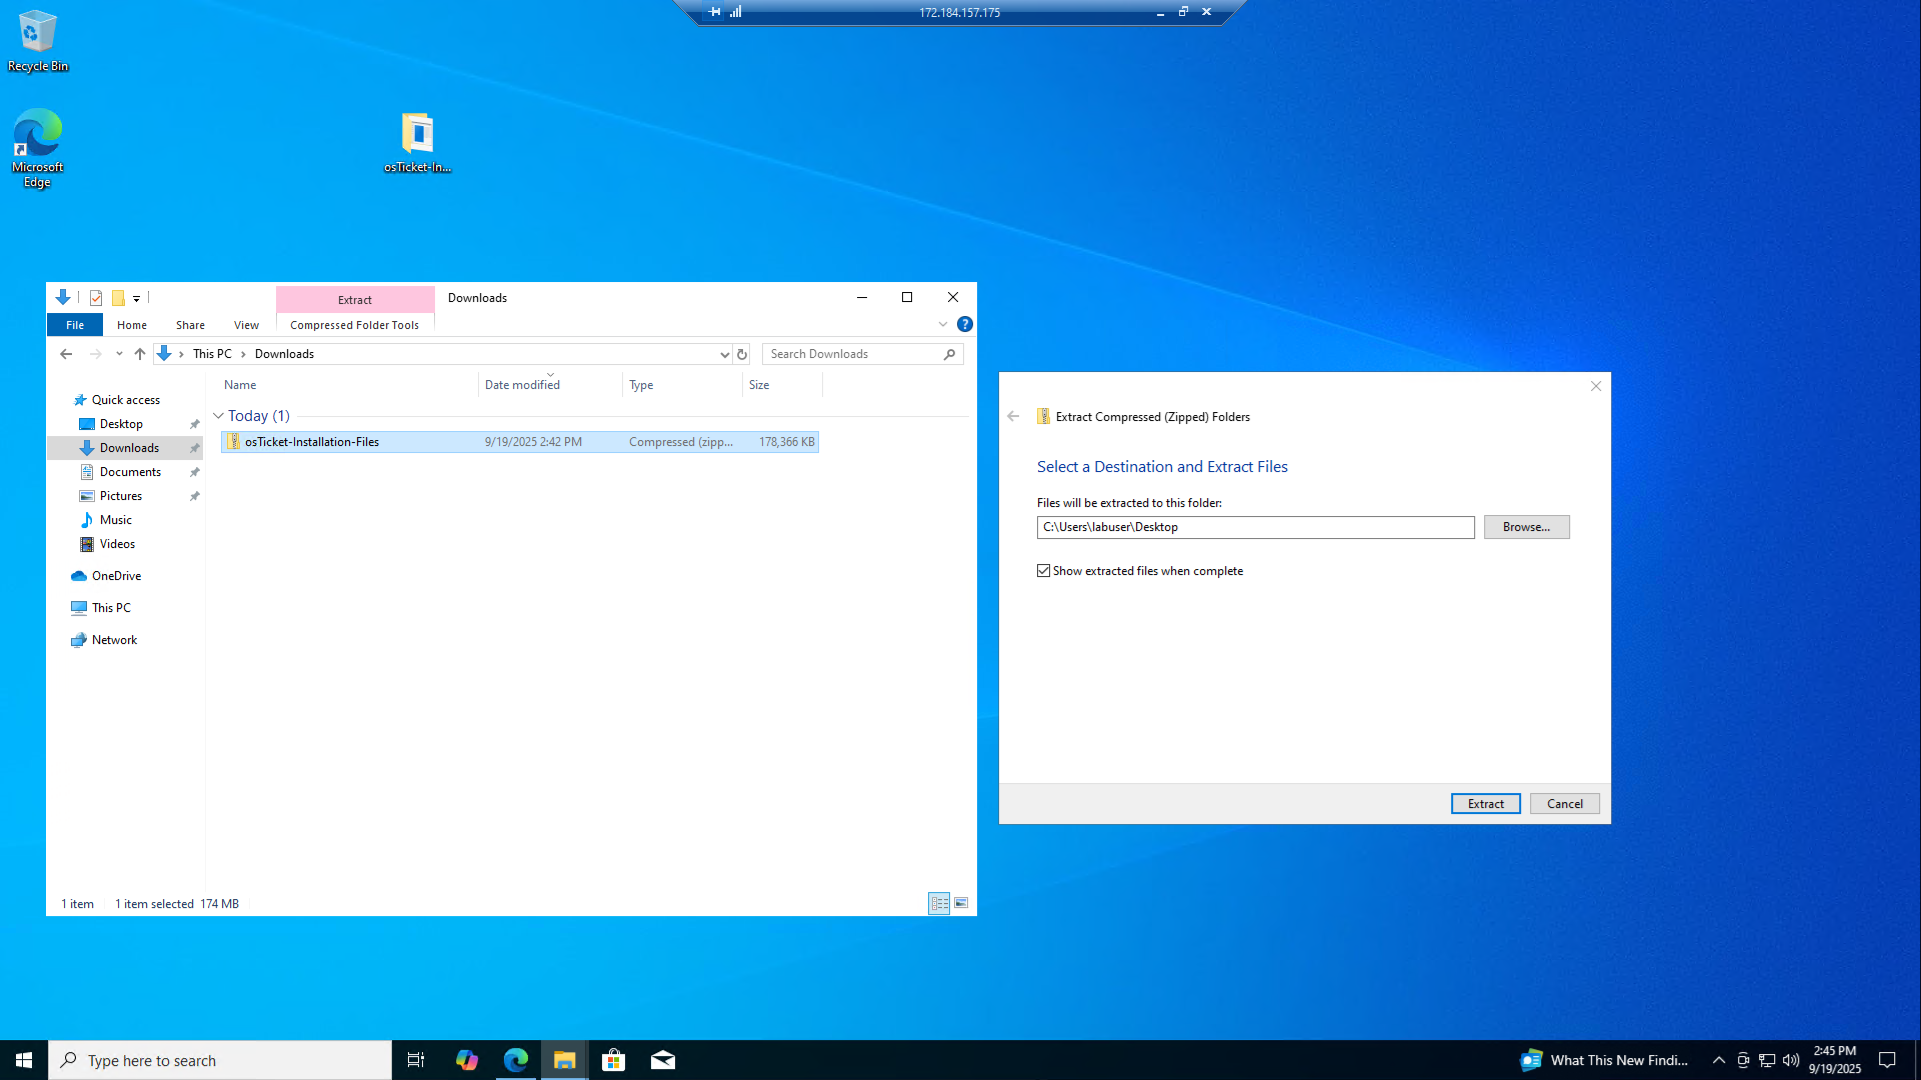 172.184.157.175
Recycle Bin
Microsoft
Edge
osTicket-In...
Extract
Downloads
File
Home
Share
View
Compressed Folder Tools
This PC
Downloads
Search Downloads
Name
Date modified
Type
Size
Quick access
Desktop
Downloads
Documents
Pictures
Music
Videos
OneDrive
This PC
Network
Today (1)
osTicket-Installation-Files
9/19/2025 2:42 PM
Compressed (zipp...
178,366 KB
1 item
1 item selected 174 MB
Extract Compressed (Zipped) Folders
Select a Destination and Extract Files
Files will be extracted to this folder:
C:\Users\labuser\Desktop
Browse...
Show extracted files when complete
Extract
Cancel
Type here to search
What This New Findi...
2:45 PM
9/19/2025